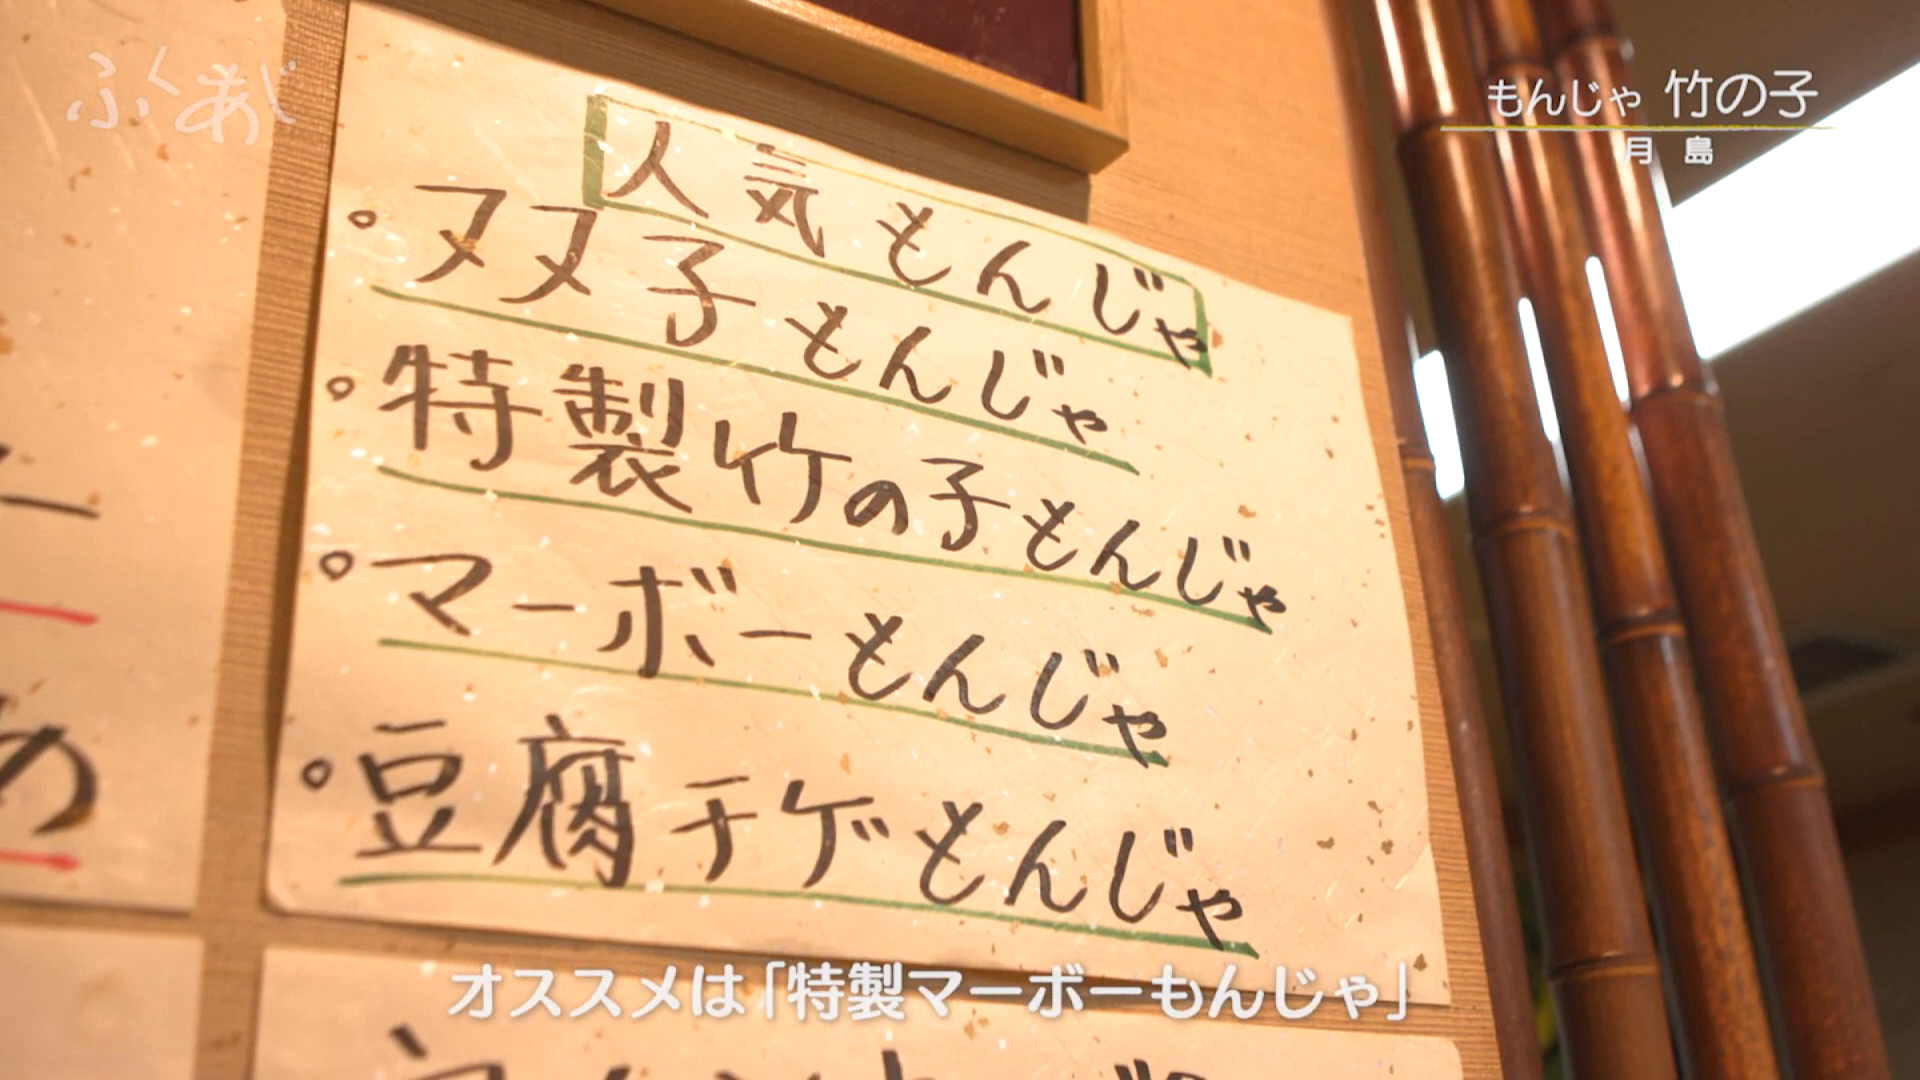 ふくあじ
もんじゃ 竹の子
月島
人気もんじゃ
・双子もんじゃ
・特製竹の子もんじゃ
・マーボーもんじゃ
・豆腐チゲもんじゃ
オススメは「特製マーボーもんじゃ」